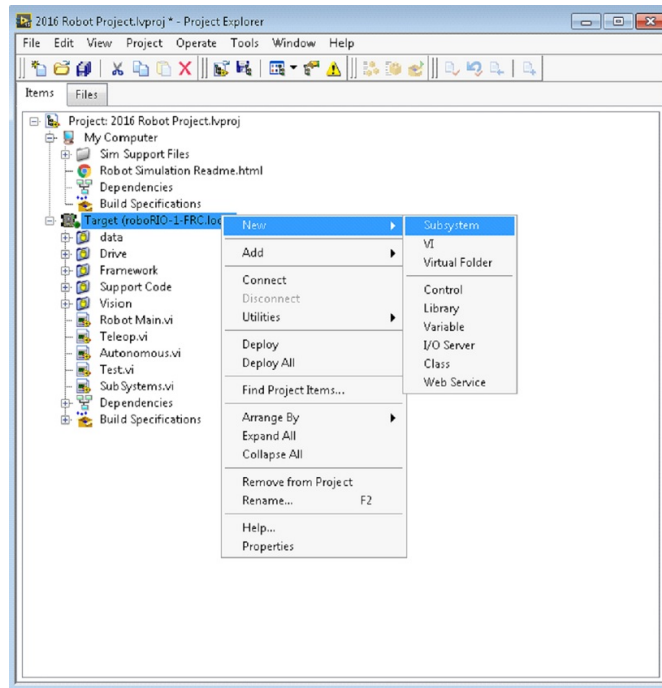 2016 Robot Project.lvproj * - Project Explorer
File Edit View Project Operate Tools Window Help
Items Files
Project: 2016 Robot Project.lvproj
My Computer
Sim Support Files
Robot Simulation Readme.html
Dependencies
Build Specifications
Target (roboRIO-1-FRC.loc
data
Drive
Framework
Support Code
Vision
Robot Main.vi
Teleop.vi
Autonomous.vi
Test.vi
SubSystems.vi
Dependencies
Build Specifications
New
Add
Connect
Disconnect
Utilities
Deploy
Deploy All
Find Project Items...
Arrange By
Expand All
Collapse All
Remove from Project
Rename... F2
Help...
Properties
Subsystem
VI
Virtual Folder
Control
Library
Variable
I/O Server
Class
Web Service